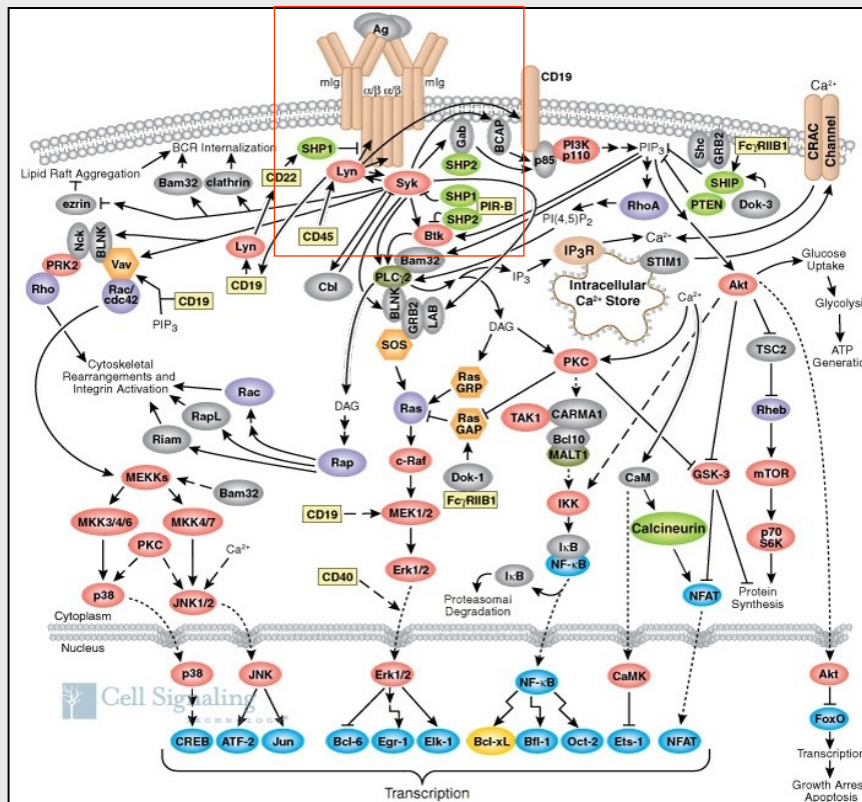 Ag
mIg
α/β α/β
mIg
CD19
Ca²⁺
CRAC
Channel
BCR Internalization
SHP1
Gab
BCAP
PI3K
p110
p85
PIP₃
Shc
GRB2
FcγRIIB1
Lipid Raft Aggregation
CD22
Lyn
SHP2
SHIP
Bam32
clathrin
Syk
PTEN
Dok-3
ezrin
SHP1
SHP2
PIR-B
PI(4,5)P₂
RhoA
Nck
BLNK
Lyn
CD45
Btk
Bam32
IP3R
Ca²⁺
STIM1
Glucose
Uptake
PRK2
Vav
CD19
Cbl
PLCγ2
IP₃
Intracellular
Ca²⁺ Store
Akt
Rho
Rac/
cdc42
CD19
BLNK
GRB2
LAB
Ca²⁺
Glycolysis
PIP₃
SOS
DAG
TSC2
ATP
Generation
Cytoskeletal
Rearrangements and
Integrin Activation
Rac
DAG
Ras
GRP
PKC
Rheb
RapL
Ras
Ras
GAP
TAK1
CARMA1
Riam
Rap
c-Raf
Bcl10
MALT1
MEKKs
Bam32
Dok-1
FcγRIIB1
CaM
GSK-3
mTOR
CD19
MEK1/2
IKK
MKK3/4/6
MKK4/7
Calcineurin
p70
S6K
PKC
Ca²⁺
Erk1/2
IκB
NF-κB
CD40
IκB
p38
JNK1/2
Proteasomal
Degradation
NFAT
Protein
Synthesis
Cytoplasm
Nucleus
p38
JNK
Erk1/2
NF-κB
CaMK
Akt
Cell Signaling
TECHNOLOGY®
FoxO
CREB
ATF-2
Jun
Bcl-6
Egr-1
Elk-1
Bcl-xL
Bfl-1
Oct-2
Ets-1
NFAT
Transcription
Transcription
Growth Arrest
Apoptosis